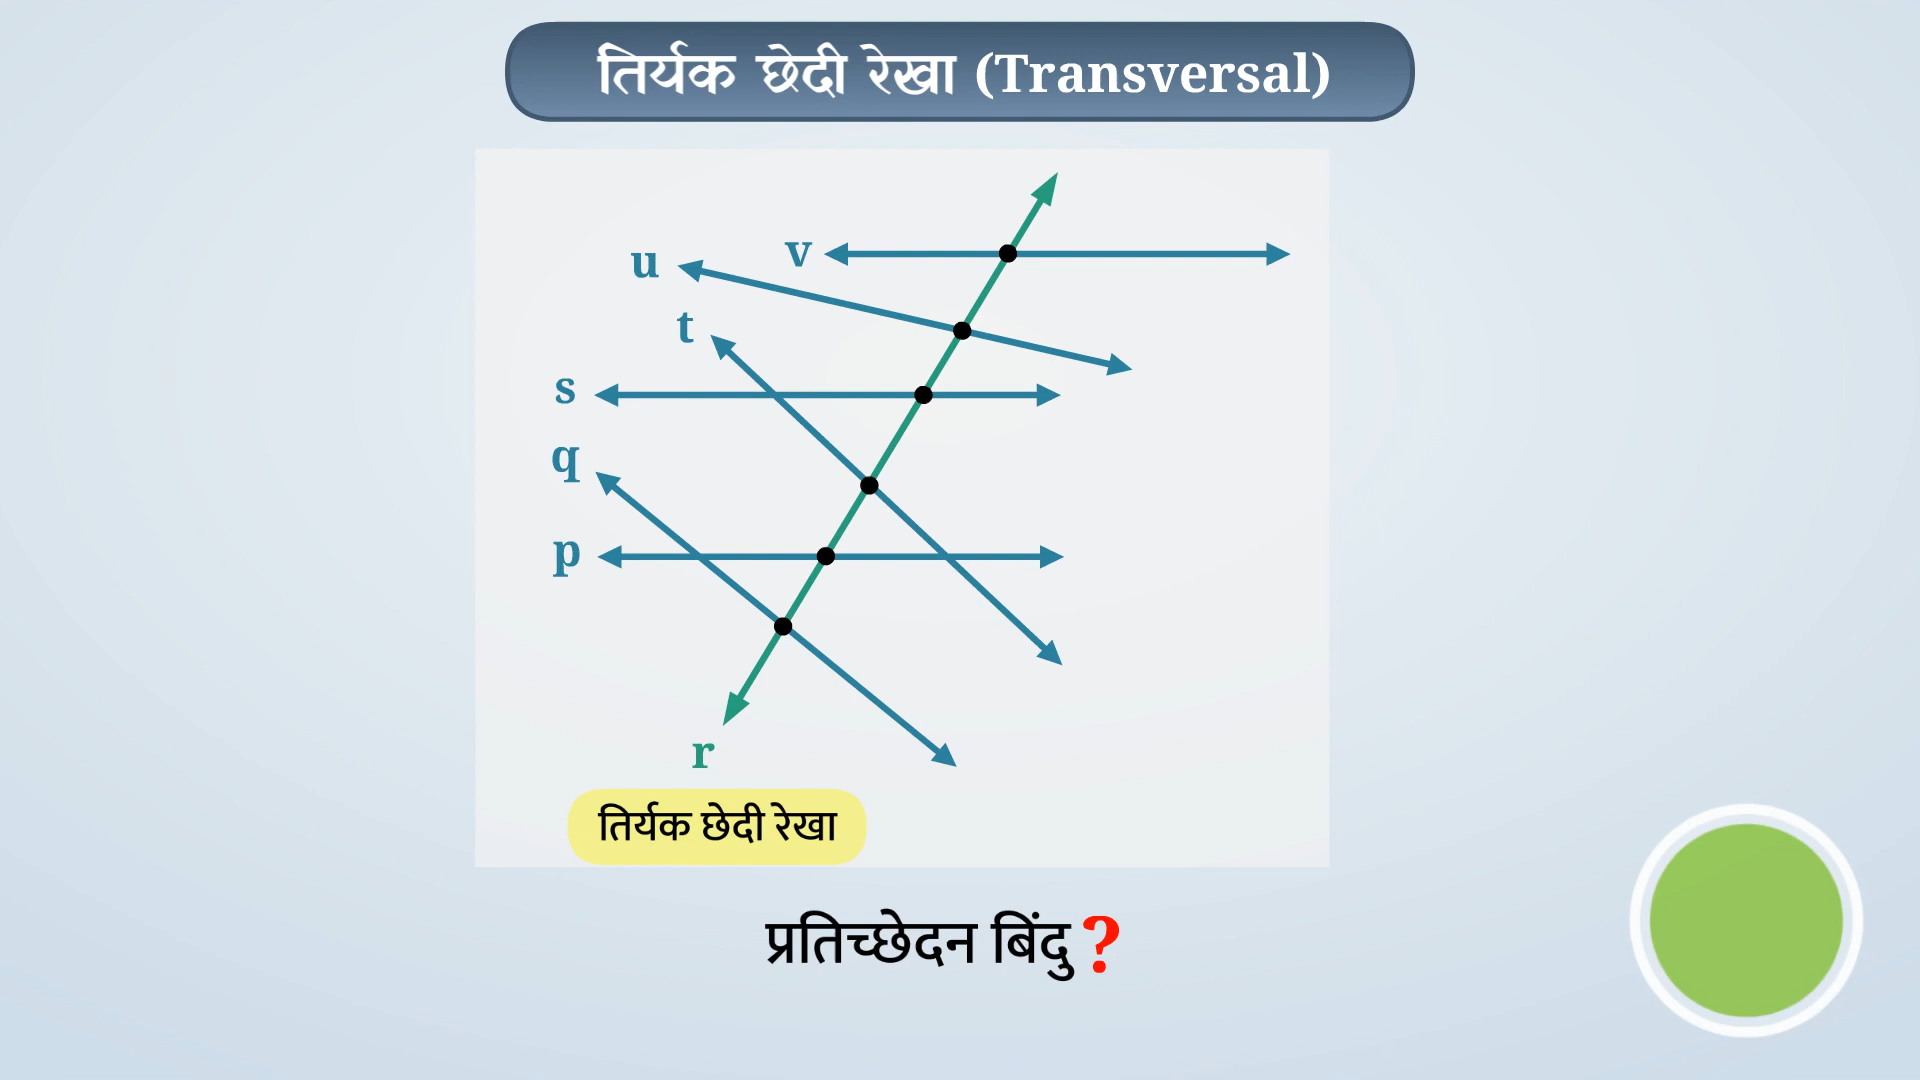 तिर्यक छेदी रेखा (Transversal)
v
u
t
s
q
p
r
तिर्यक छेदी रेखा
प्रतिच्छेदन बिंदु?